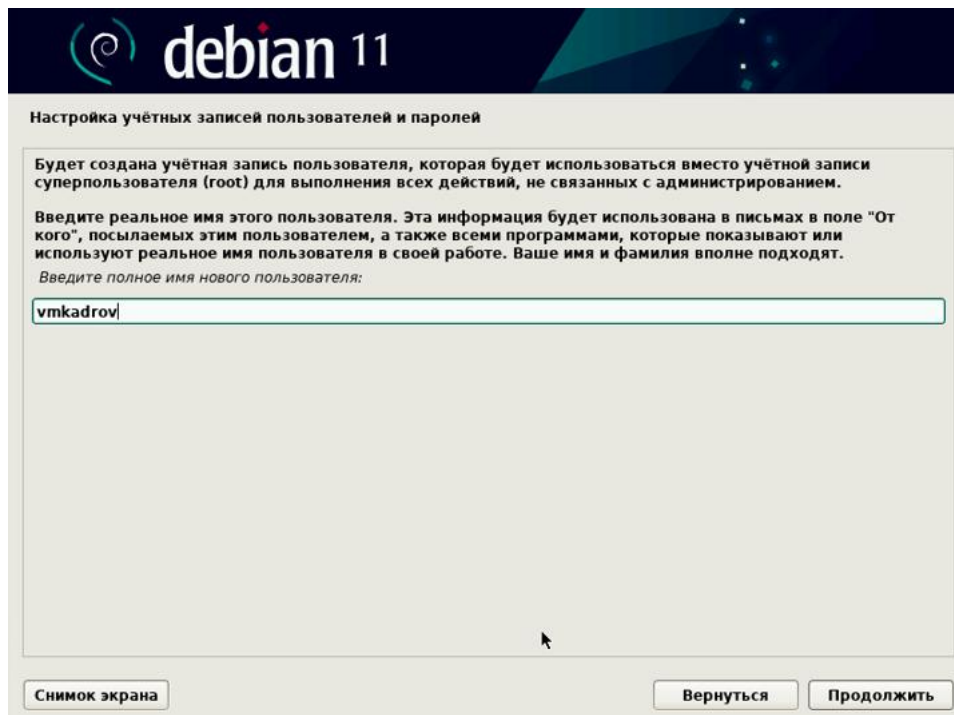 debian 11
Настройка учётных записей пользователей и паролей
Будет создана учётная запись пользователя, которая будет использоваться вместо учётной записи
суперпользователя (root) для выполнения всех действий, не связанных с администрированием.
Введите реальное имя этого пользователя. Эта информация будет использована в письмах в поле "От
кого", посылаемых этим пользователем, а также всеми программами, которые показывают или
используют реальное имя пользователя в своей работе. Ваше имя и фамилия вполне подходят.
Введите полное имя нового пользователя:
vmkadrov
Снимок экрана Вернуться Продолжить